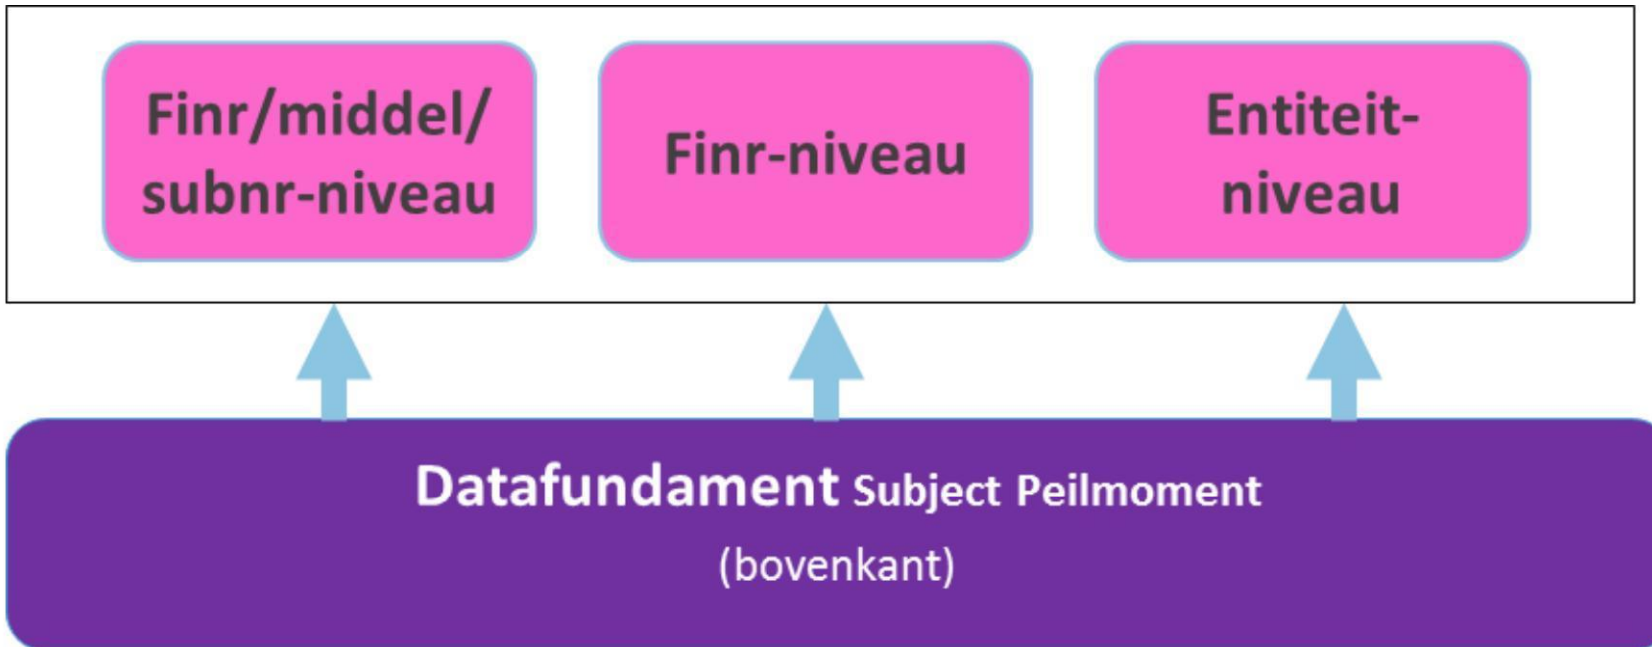 Finr/middel/
subnr-niveau
Finr-niveau
Entiteit-
niveau
Datafundament Subject Peilmoment
(bovenkant)